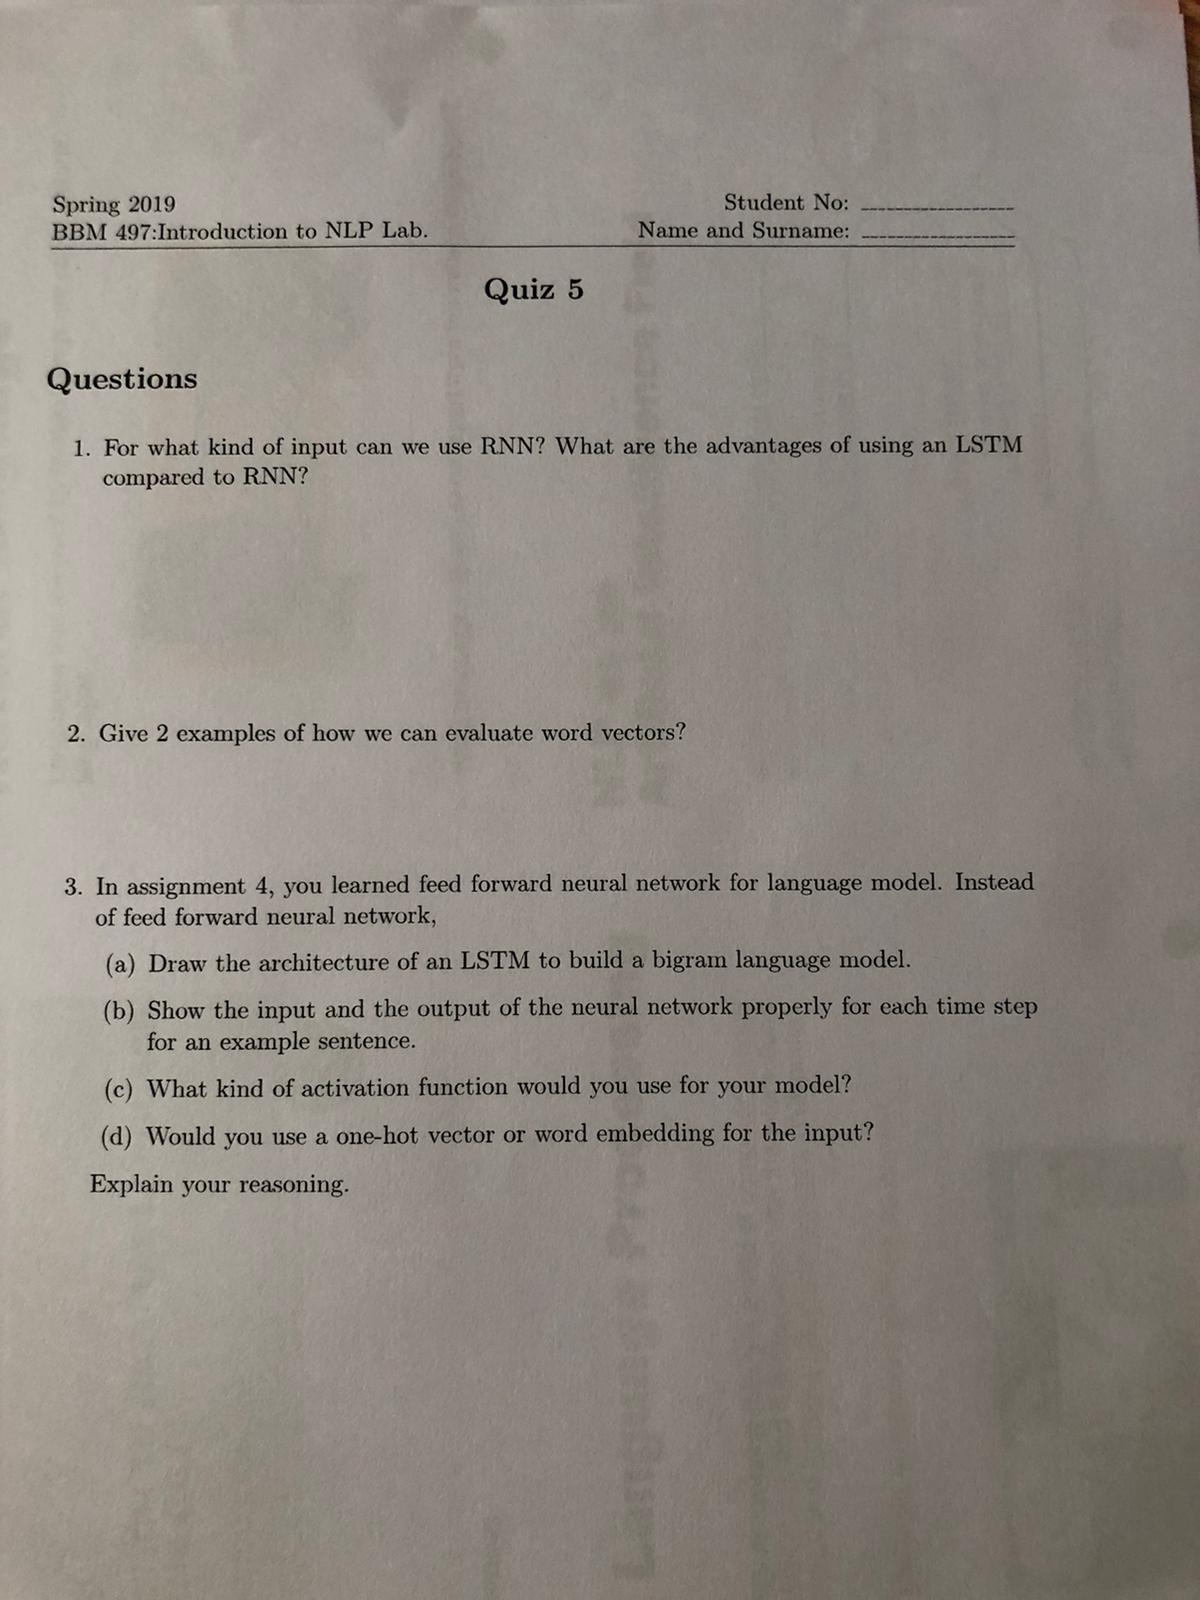 Spring 2019
Student No:
BBM 497:Introduction to NLP Lab.
Name and Surname:
Quiz 5
Questions
1. For what kind of input can we use RNN? What are the advantages of using an LSTM
compared to RNN?
2. Give 2 examples of how we can evaluate word vectors?
3. In assignment 4, you learned feed forward neural network for language model. Instead
of feed forward neural network,
(a) Draw the architecture of an LSTM to build a bigram language model.
(b) Show the input and the output of the neural network properly for each time step
for an example sentence.
(c) What kind of activation function would you use for your model?
(d) Would you use a one-hot vector or word embedding for the input?
Explain your reasoning.